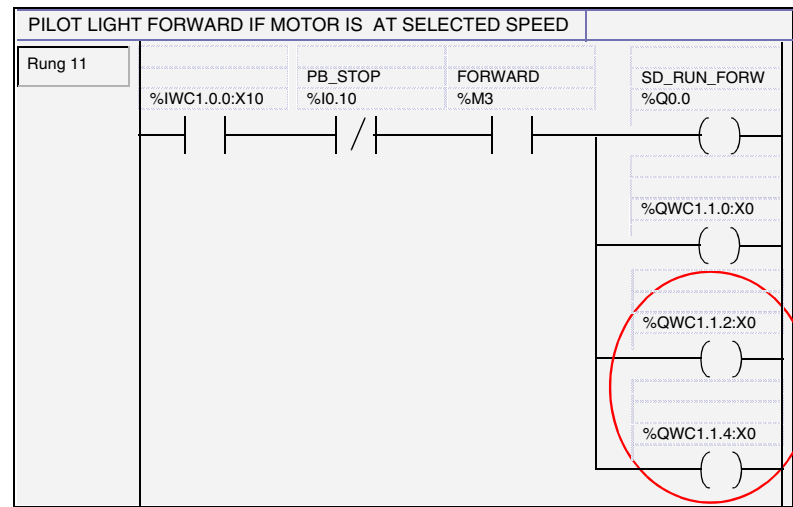 PILOT LIGHT FORWARD IF MOTOR IS AT SELECTED SPEED
Rung 11
PB_STOP FORWARD SD_RUN_FORW
%IWC1.0.0:X10 %I0.10 %M3 %Q0.0
%QWC1.1.0:X0
%QWC1.1.2:X0
%QWC1.1.4:X0